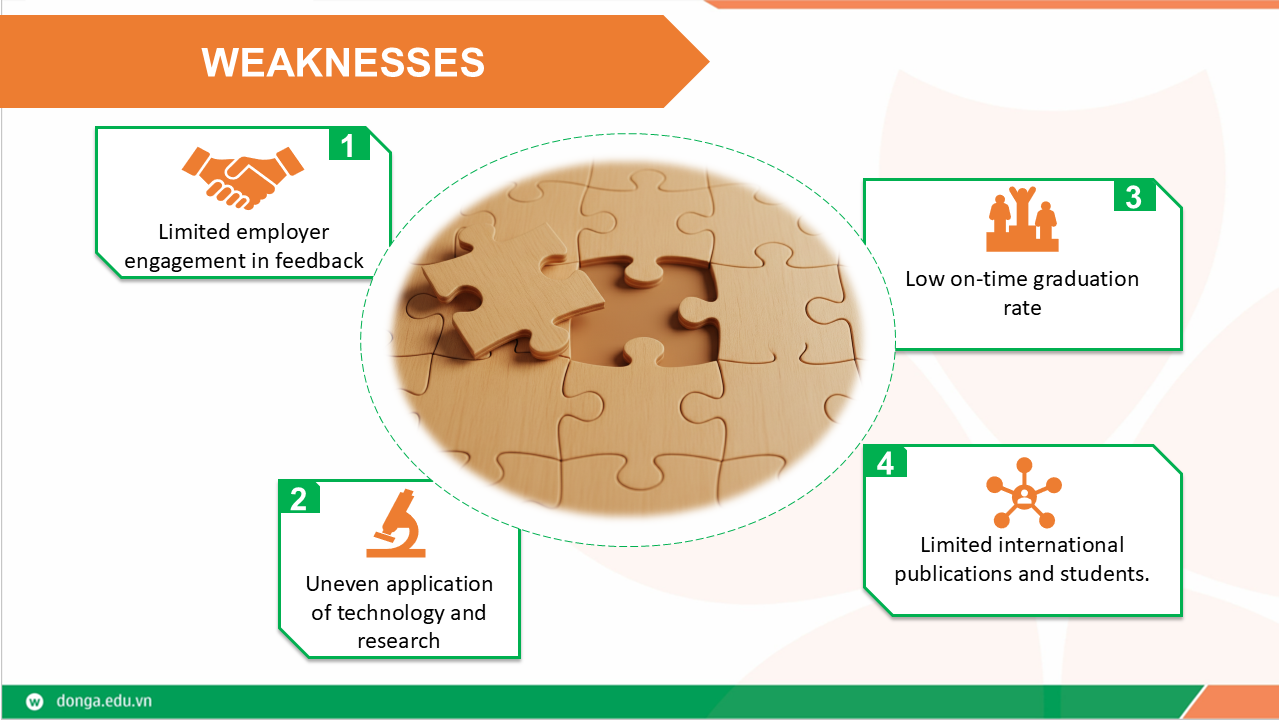 WEAKNESSES
1
Limited employer
engagement in feedback
2
Uneven application
of technology and
research
3
Low on-time graduation
rate
4
Limited international
publications and students.
w donga.edu.vn